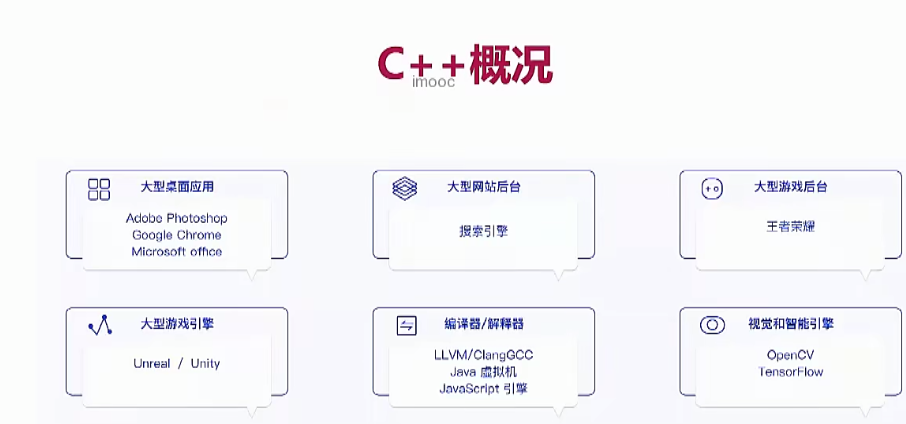 C++概况
imooc
大型桌面应用
Adobe Photoshop
Google Chrome
Microsoft office
大型网站后台
搜索引擎
大型游戏后台
王者荣耀
大型游戏引擎
Unreal / Unity
编译器/解释器
LLVM/ClangGCC
Java 虚拟机
JavaScript 引擎
视觉和智能引擎
OpenCV
TensorFlow